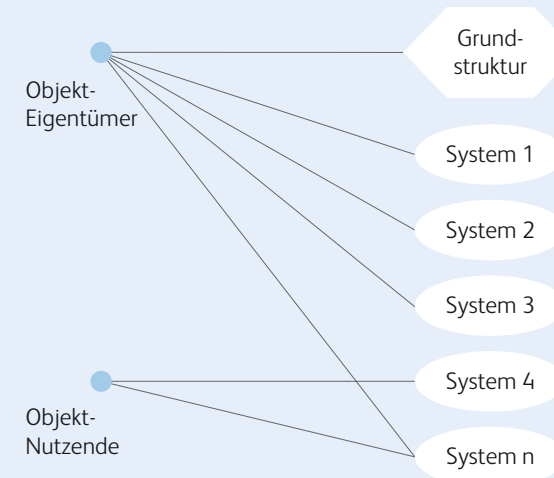 Grund-
struktur
Objekt-
Eigentümer
System 1
System 2
System 3
System 4
Objekt-
Nutzende
System n